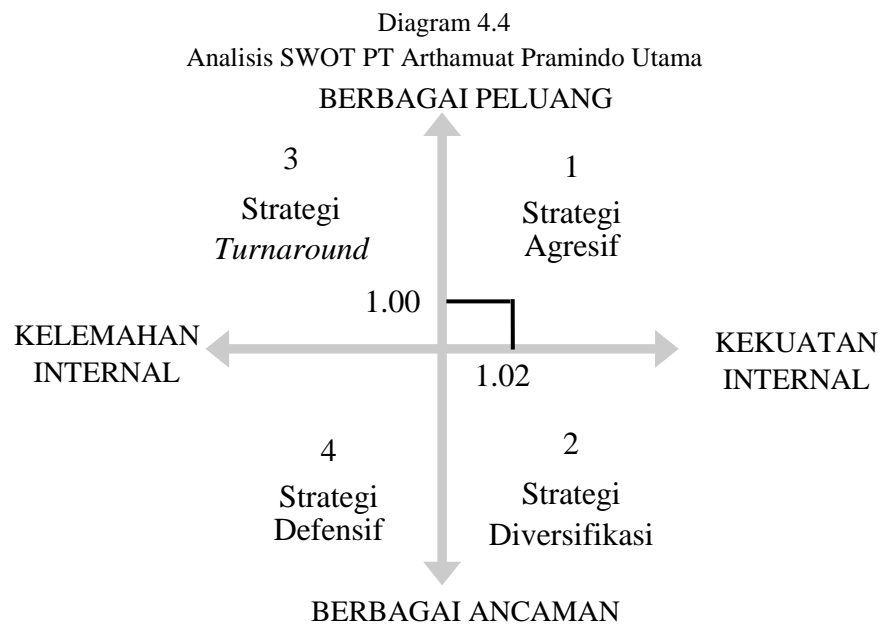 Diagram 4.4
Analisis SWOT PT Arthamuat Pramindo Utama
BERBAGAI PELUANG
3
Strategi
Turnaround
1
Strategi
Agresif
1.00
KELEMAHAN
INTERNAL
1.02
KEKUATAN
INTERNAL
4
Strategi
Defensif
2
Strategi
Diversifikasi
BERBAGAI ANCAMAN